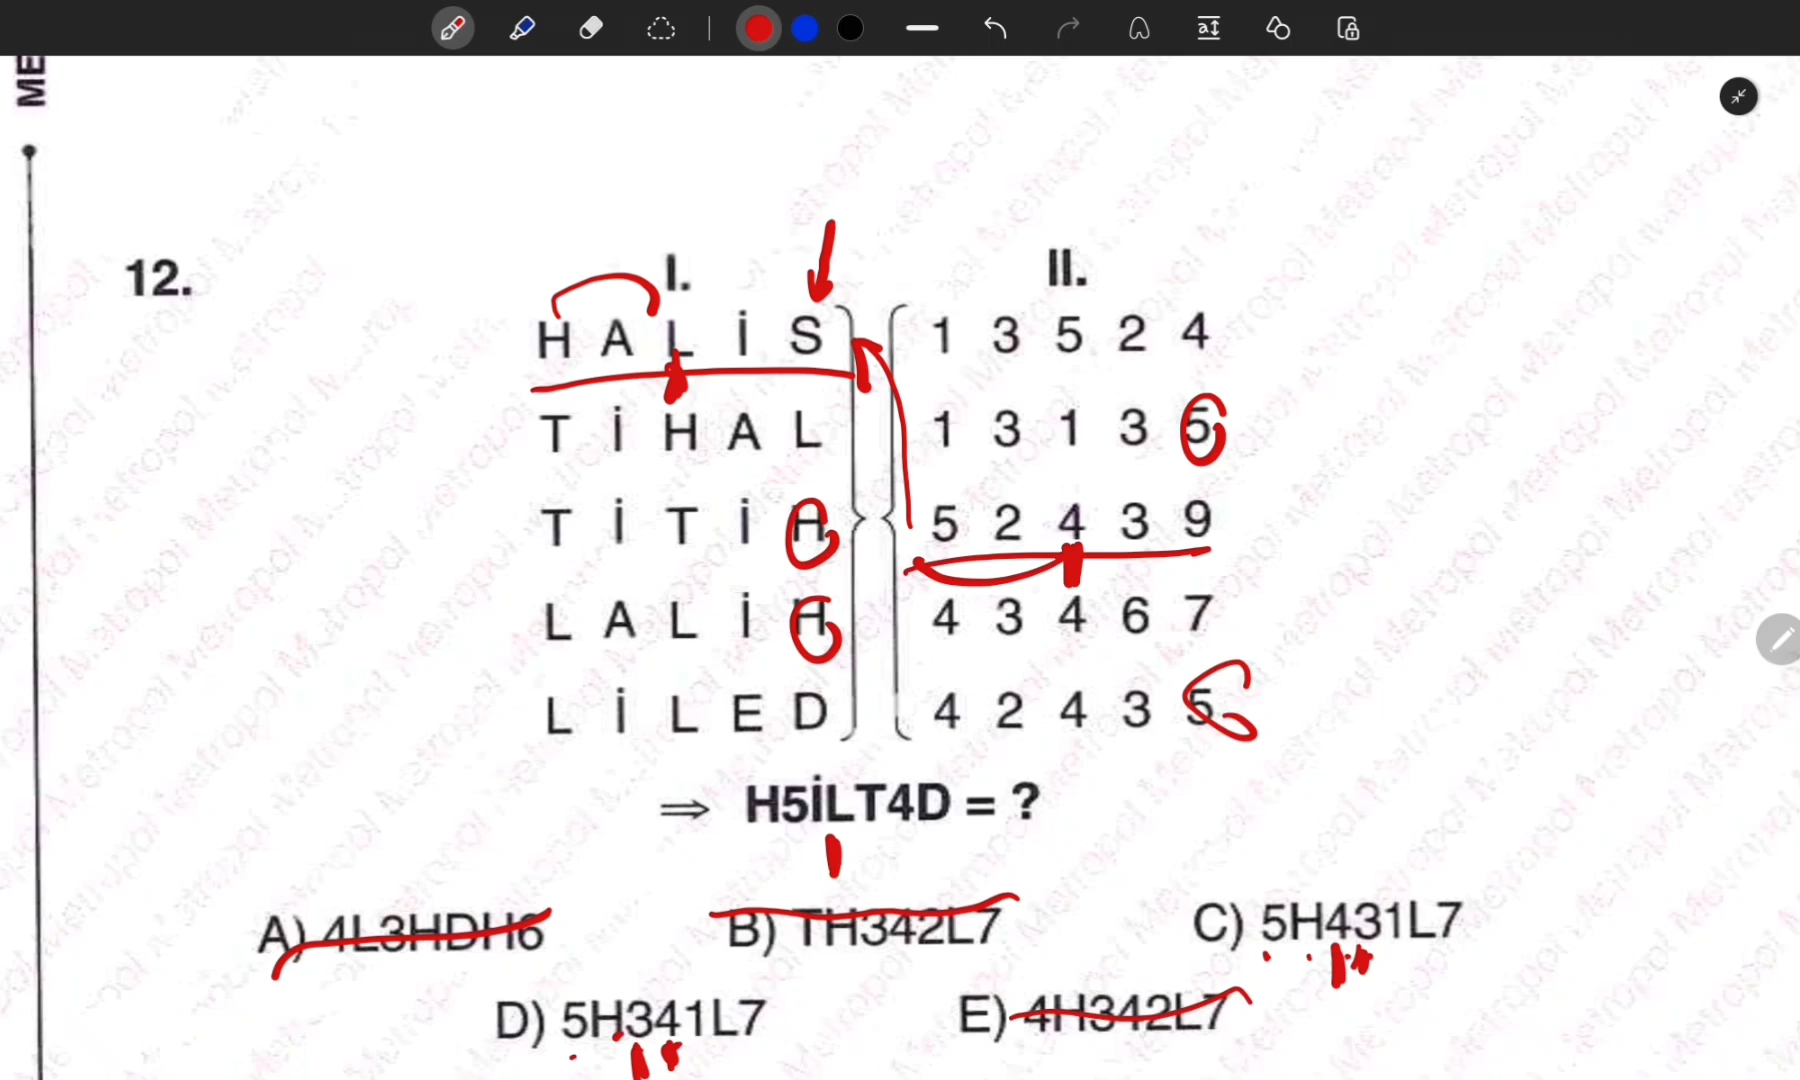 ME
12.
I. II.
H A L İ S 1 3 5 2 4
T İ H A L 1 3 1 3 5
T İ T İ H 5 2 4 3 9
L A L İ H 4 3 4 6 7
L İ L E D 4 2 4 3 5
⇒ H5İLT4D = ?
A) 4L3HDH6 B) TH342L7 C) 5H431L7
D) 5H341L7 E) 4H342L7